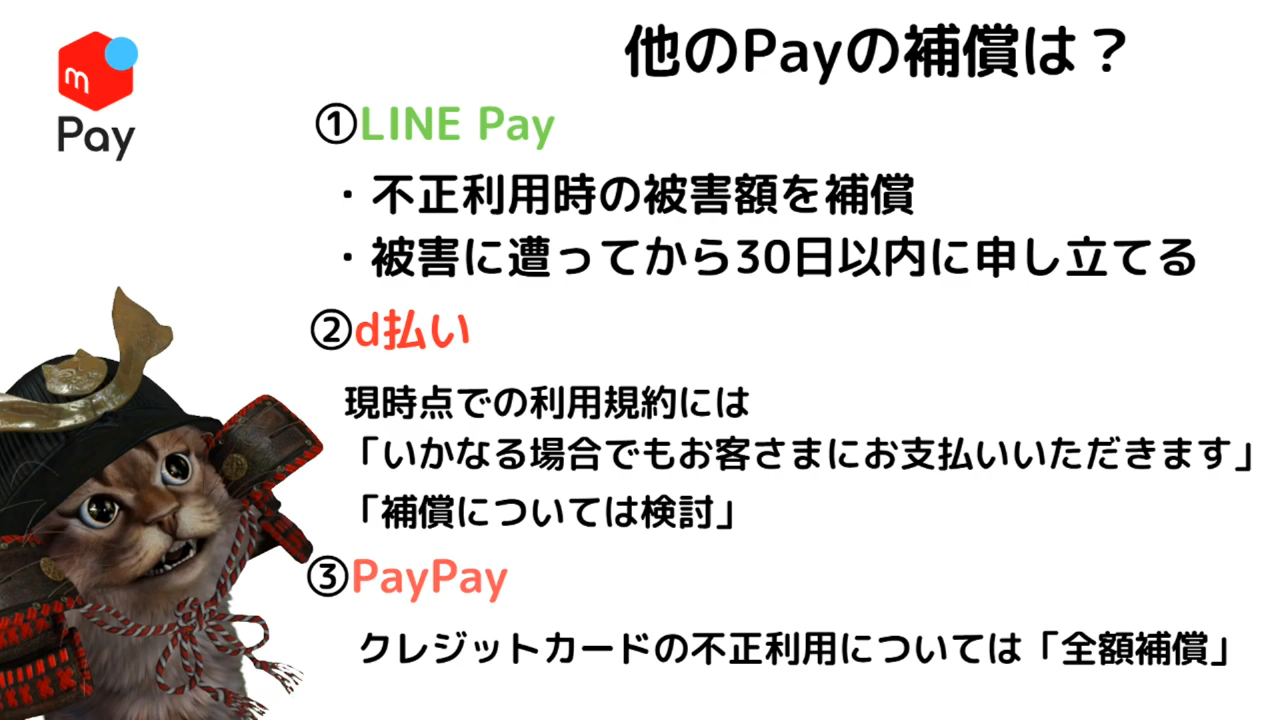 m
Pay
他のPayの補償は？
①LINE Pay
・不正利用時の被害額を補償
・被害に遭ってから30日以内に申し立てる
②d払い
現時点での利用規約には
「いかなる場合でもお客さまにお支払いいただきます」
「補償については検討」
③PayPay
クレジットカードの不正利用については「全額補償」